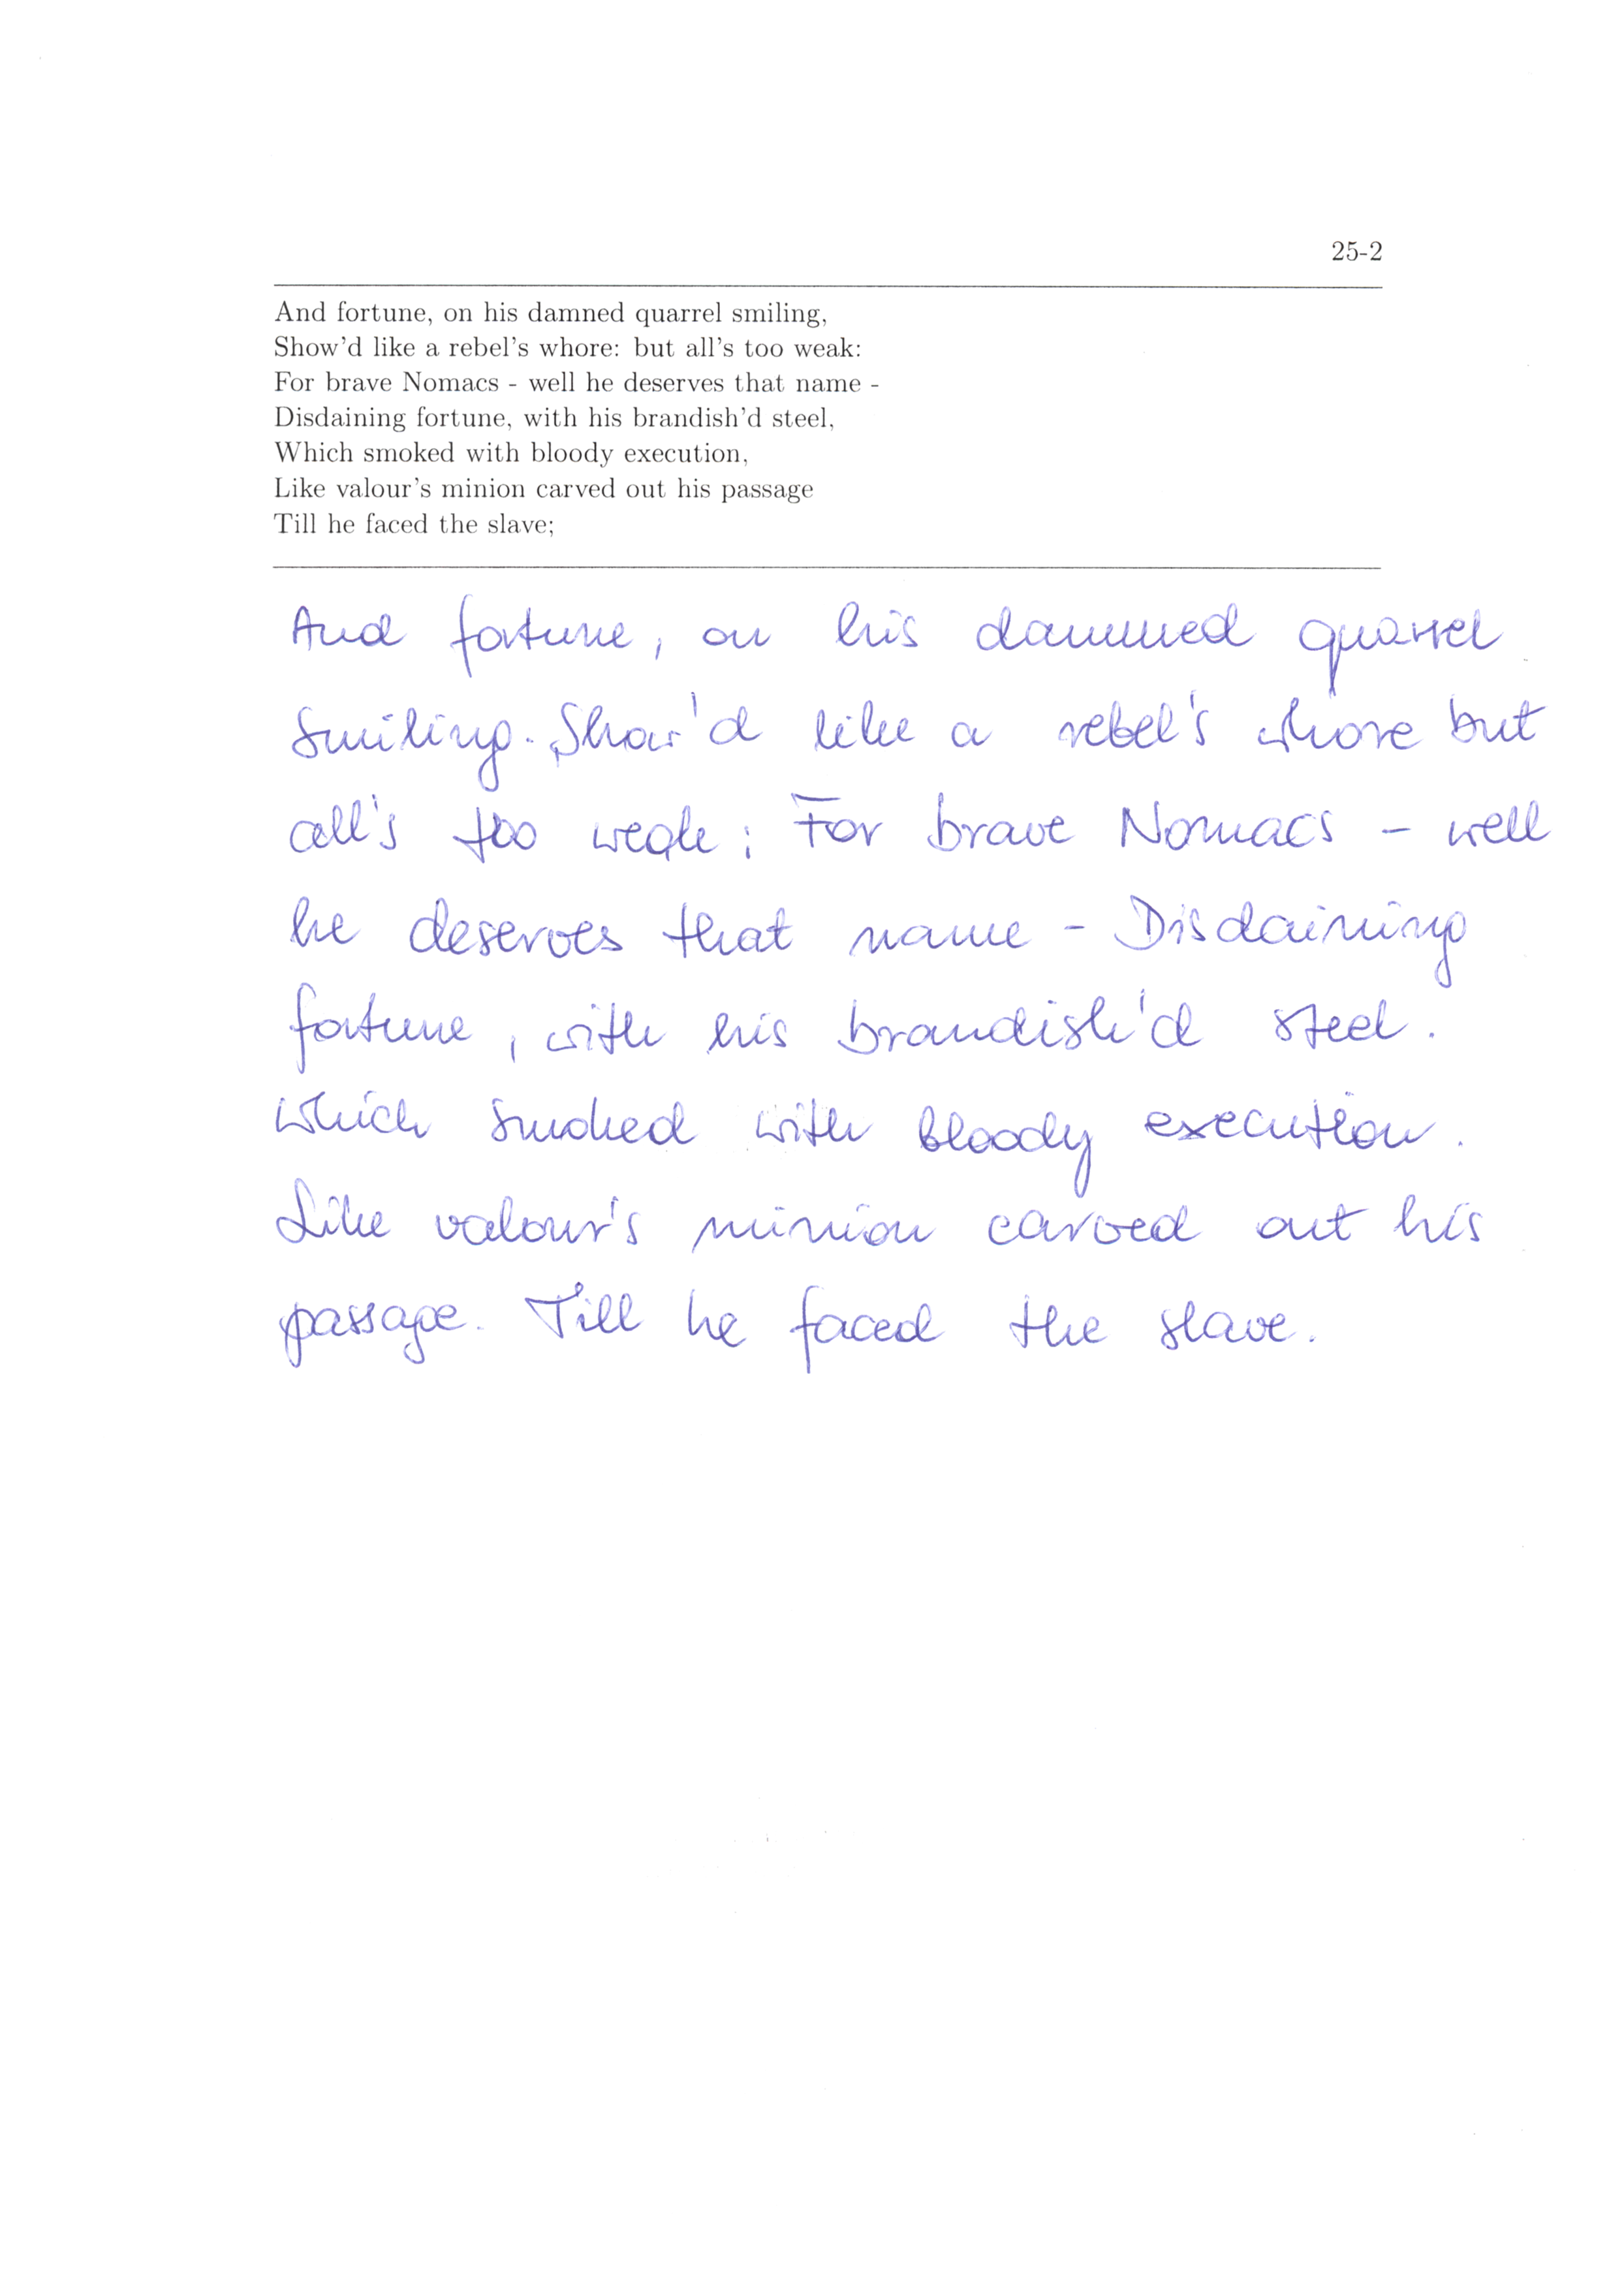 25-2
And fortune, on his damned quarrel smiling,
Show'd like a rebel's whore: but all's too weak:
For brave Nomacs - well he deserves that name -
Disdaining fortune, with his brandish'd steel,
Which smoked with bloody execution,
Like valour's minion carved out his passage
Till he faced the slave;
And fortune, on his dammed quarrel
smiling. Show'd like a rebel's whore but
all's too weak: For brave Nomacs - well
he deserves that name - Disdaining
fortune, with his brandish'd steel.
Which smoked with bloody execution.
Like valour's minion carved out his
passage. Till he faced the slave.